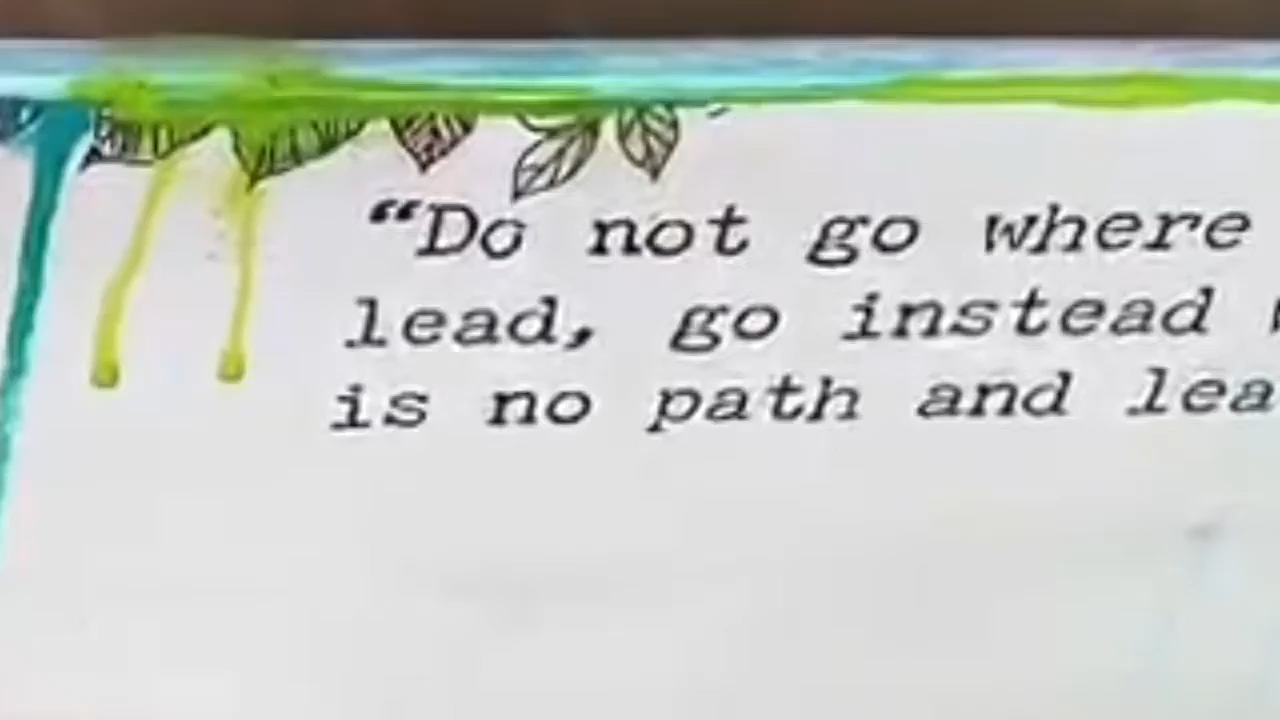 “Do not go where
lead, go instead
is no path and lea